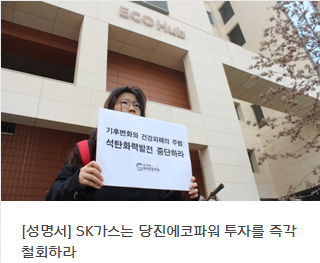 ECO Hub
기후변화와 건강피해의 주범
석탄화력발전 중단하라
[성명서] SK가스는 당진에코파워 투자를 즉각
철회하라